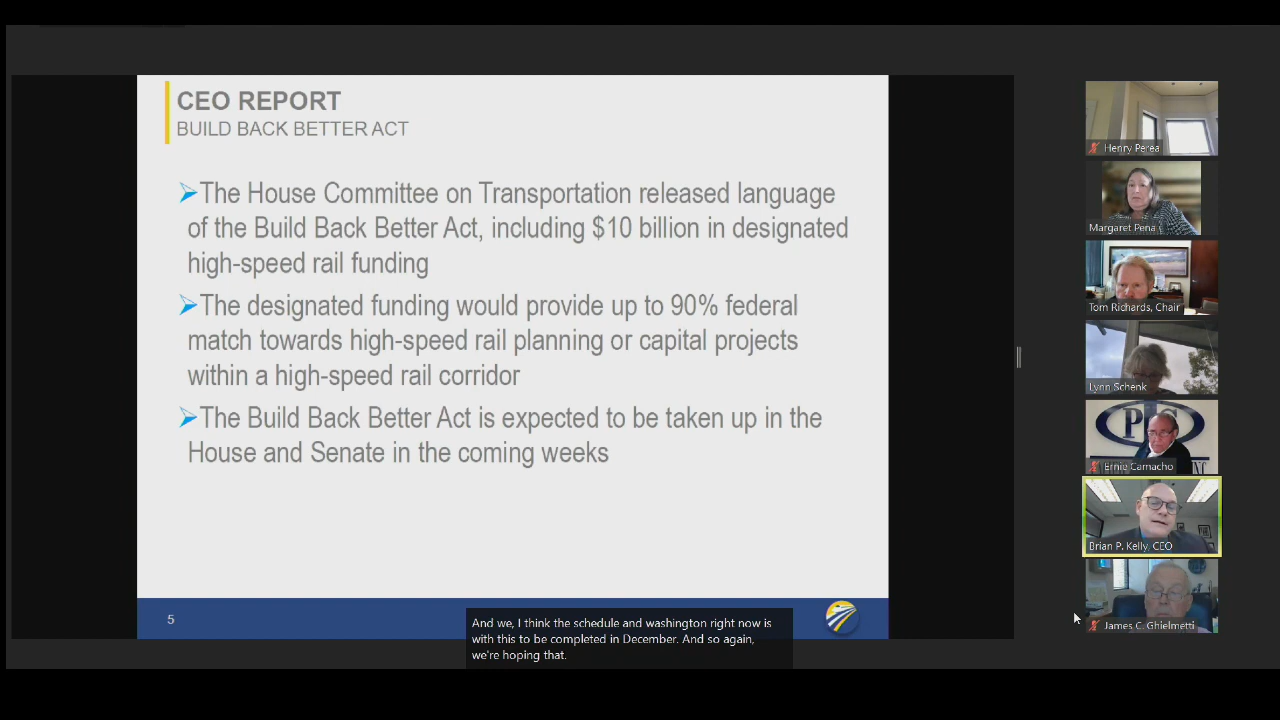 CEO REPORT
BUILD BACK BETTER ACT
The House Committee on Transportation released language
of the Build Back Better Act, including $10 billion in designated
high-speed rail funding
The designated funding would provide up to 90% federal
match towards high-speed rail planning or capital projects
within a high-speed rail corridor
The Build Back Better Act is expected to be taken up in the
House and Senate in the coming weeks
5
And we, I think the schedule and washington right now is
with this to be completed in December. And so again,
we're hoping that.
Henry Perea
Margaret Pena
Tom Richards, Chair
Lynn Schenk
Ernie Camacho
Brian P. Kelly, CEO
James C. Ghielmetti